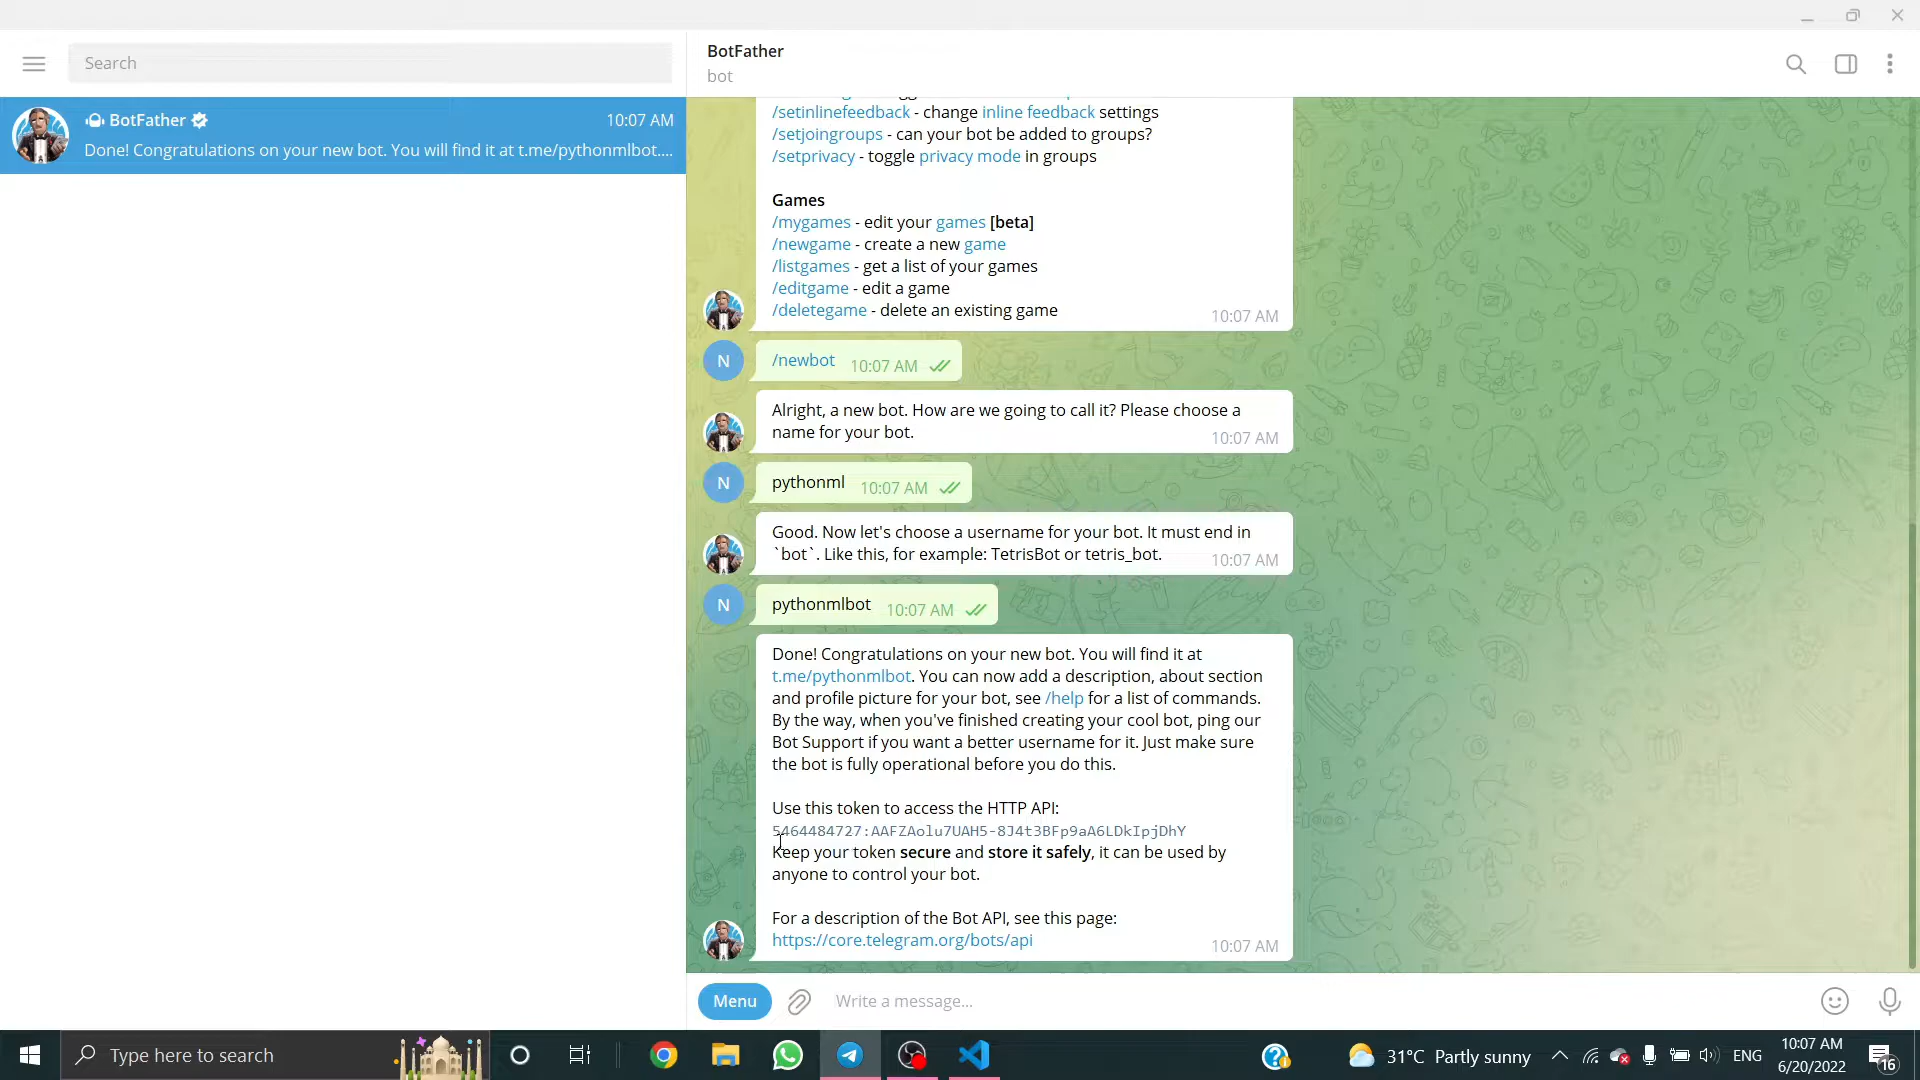 Search
BotFather
bot
BotFather
10:07 AM
Done! Congratulations on your new bot. You will find it at t.me/pythonmlbot....
/setinlinefeedback - change inline feedback settings
/setjoingroups - can your bot be added to groups?
/setprivacy - toggle privacy mode in groups
Games
/mygames - edit your games [beta]
/newgame - create a new game
/listgames - get a list of your games
/editgame - edit a game
/deletegame - delete an existing game
10:07 AM
N
/newbot
10:07 AM
Alright, a new bot. How are we going to call it? Please choose a
name for your bot.
10:07 AM
N
pythonml
10:07 AM
Good. Now let's choose a username for your bot. It must end in
`bot`. Like this, for example: TetrisBot or tetris_bot.
10:07 AM
N
pythonmlbot
10:07 AM
Done! Congratulations on your new bot. You will find it at
t.me/pythonmlbot. You can now add a description, about section
and profile picture for your bot, see /help for a list of commands.
By the way, when you've finished creating your cool bot, ping our
Bot Support if you want a better username for it. Just make sure
the bot is fully operational before you do this.
Use this token to access the HTTP API:
5464484727:AAFZAolu7UAH5-8J4t3BFp9aA6LDkIpjDhY
Keep your token secure and store it safely, it can be used by
anyone to control your bot.
For a description of the Bot API, see this page:
https://core.telegram.org/bots/api
10:07 AM
Menu
Write a message...
Type here to search
31°C Partly sunny
ENG
10:07 AM
6/20/2022
16